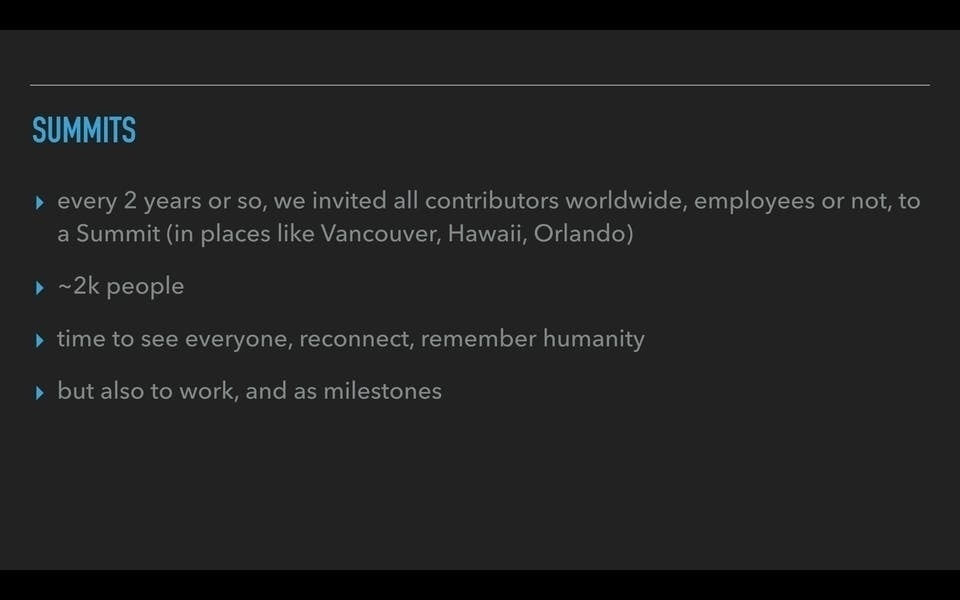 SUMMITS
every 2 years or so, we invited all contributors worldwide, employees or not, to
a Summit (in places like Vancouver, Hawaii, Orlando)
~2k people
time to see everyone, reconnect, remember humanity
but also to work, and as milestones